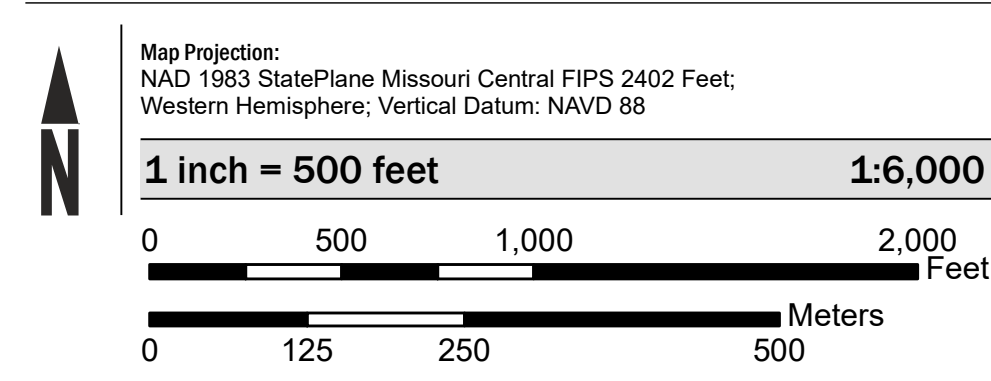 Map Projection:
NAD 1983 StatePlane Missouri Central FIPS 2402 Feet;
Western Hemisphere; Vertical Datum: NAVD 88
N
1 inch = 500 feet 1:6,000
0 500 1,000 2,000
Feet
Meters
0 125 250 500